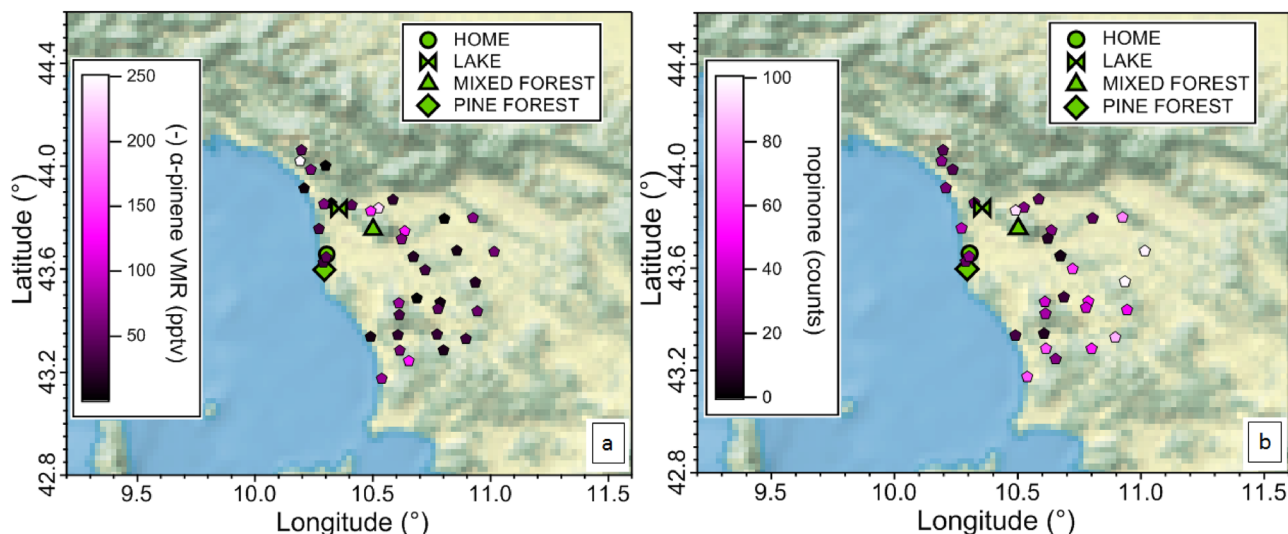 HOME
LAKE
MIXED FOREST
PINE FOREST
250
200
150
100
50
(-) α-pinene VMR (pptv)
44.4
44.0
43.6
43.2
42.8
Latitude (°)
9.5
10.0
10.5
11.0
11.5
Longitude (°)
a
HOME
LAKE
MIXED FOREST
PINE FOREST
100
80
60
40
20
0
nopinone (counts)
44.4
44.0
43.6
43.2
42.8
Latitude (°)
9.5
10.0
10.5
11.0
11.5
Longitude (°)
b